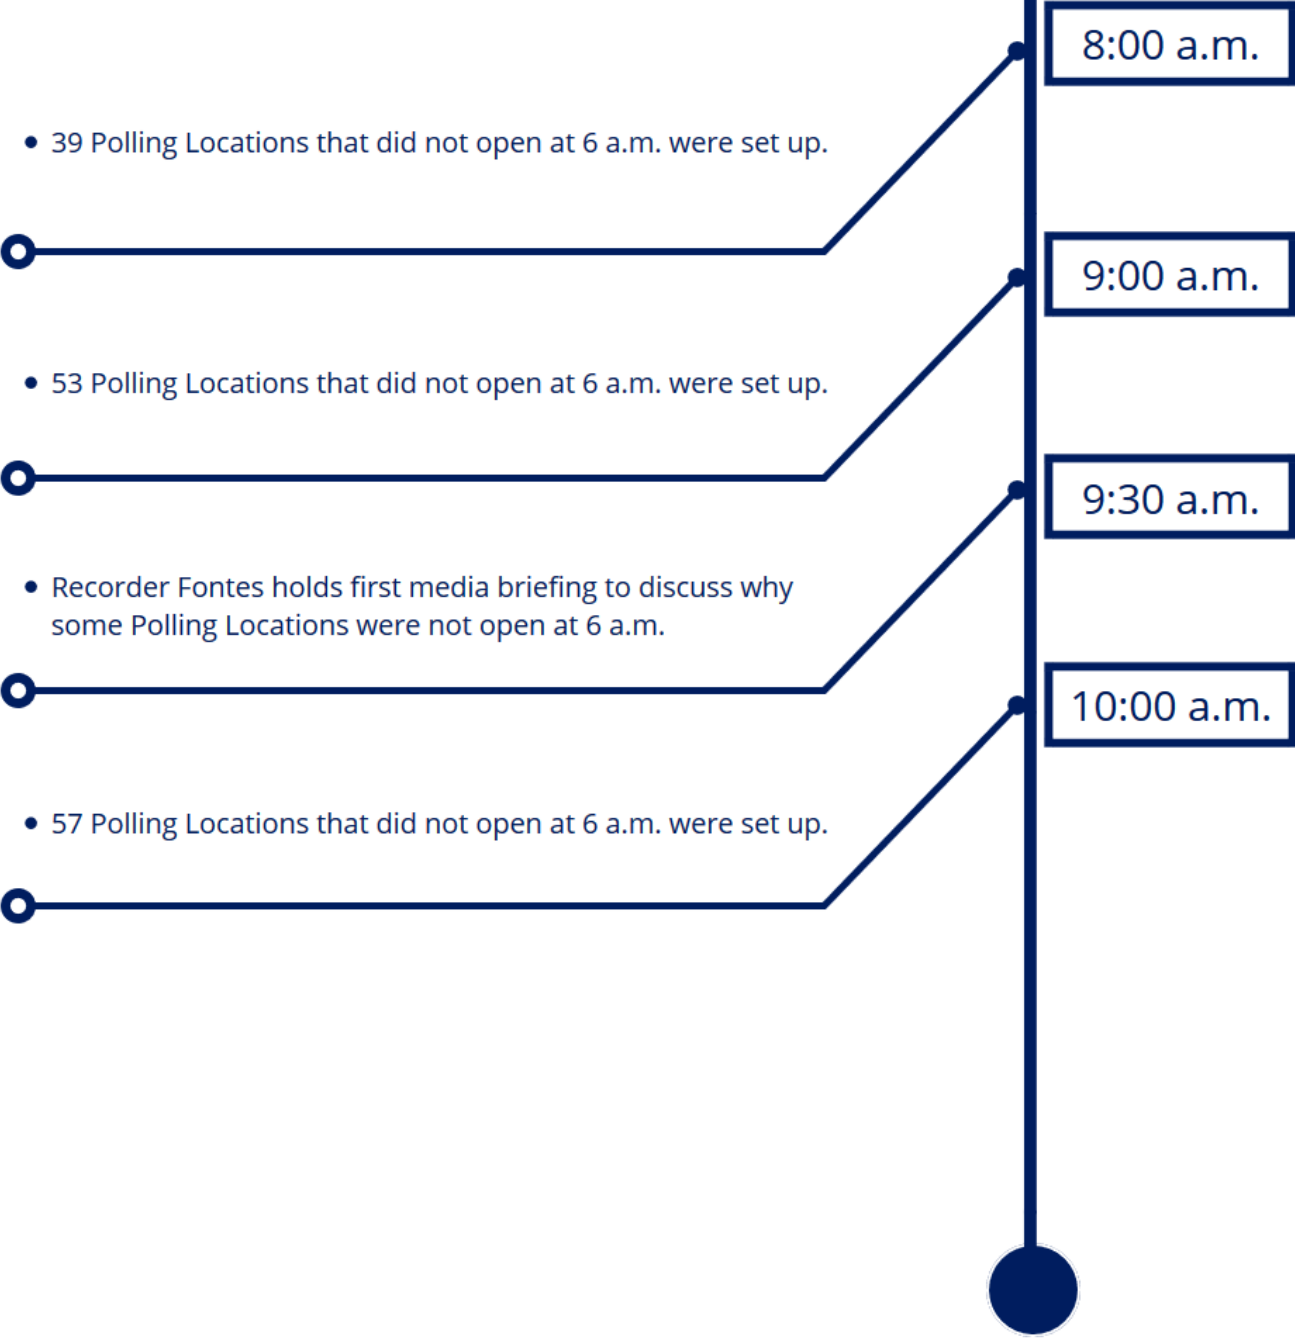 8:00 a.m.
• 39 Polling Locations that did not open at 6 a.m. were set up.
9:00 a.m.
• 53 Polling Locations that did not open at 6 a.m. were set up.
9:30 a.m.
• Recorder Fontes holds first media briefing to discuss why
some Polling Locations were not open at 6 a.m.
10:00 a.m.
• 57 Polling Locations that did not open at 6 a.m. were set up.